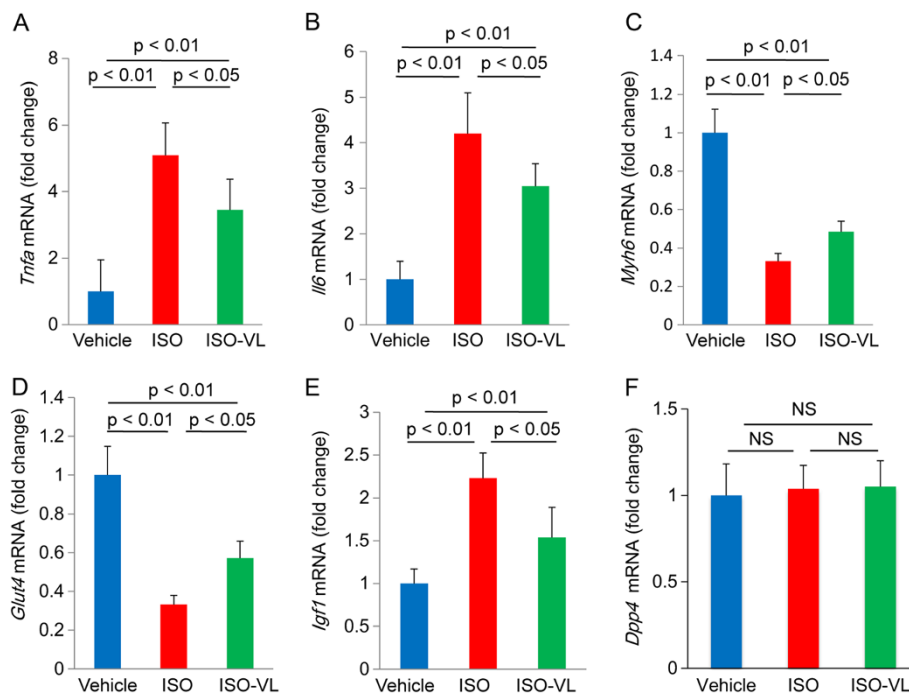 A
p < 0.01
p < 0.01 p < 0.05
Tnfa mRNA (fold change)
8
6
4
2
0
Vehicle ISO ISO-VL
B
p < 0.01
p < 0.01 p < 0.05
Il6 mRNA (fold change)
6
5
4
3
2
1
0
Vehicle ISO ISO-VL
C
p < 0.01
p < 0.01 p < 0.05
Myh6 mRNA (fold change)
1.4
1.2
1
0.8
0.6
0.4
0.2
0
Vehicle ISO ISO-VL
D
p < 0.01
p < 0.01 p < 0.05
Glut4 mRNA (fold change)
1.4
1.2
1
0.8
0.6
0.4
0.2
0
Vehicle ISO ISO-VL
E
p < 0.01
p < 0.01 p < 0.05
Igf1 mRNA (fold change)
3
2.5
2
1.5
1
0.5
0
Vehicle ISO ISO-VL
F
NS
NS NS
Dpp4 mRNA (fold change)
1.5
1
0.5
0
Vehicle ISO ISO-VL